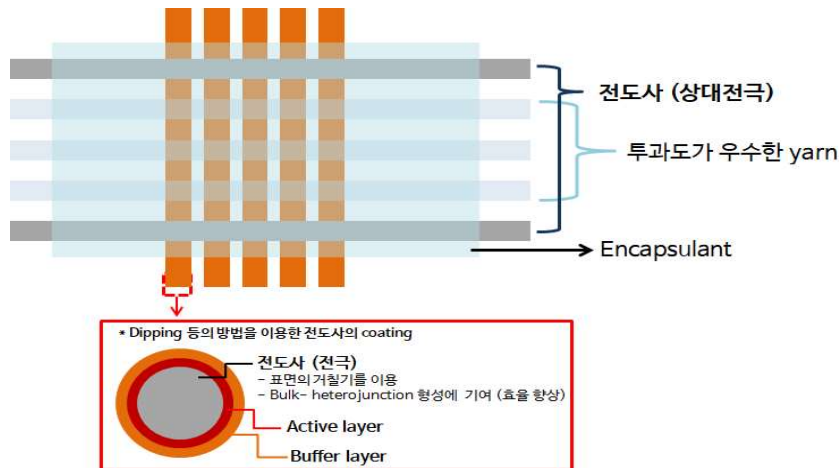 전도사 (상대전극)
투과도가 우수한 yarn
Encapsulant
* Dipping 등의 방법을 이용한 전도사의 coating
전도사 (전극)
- 표면의 거칠기를 이용
- Bulk- heterojunction 형성에 기여 (효율 향상)
Active layer
Buffer layer